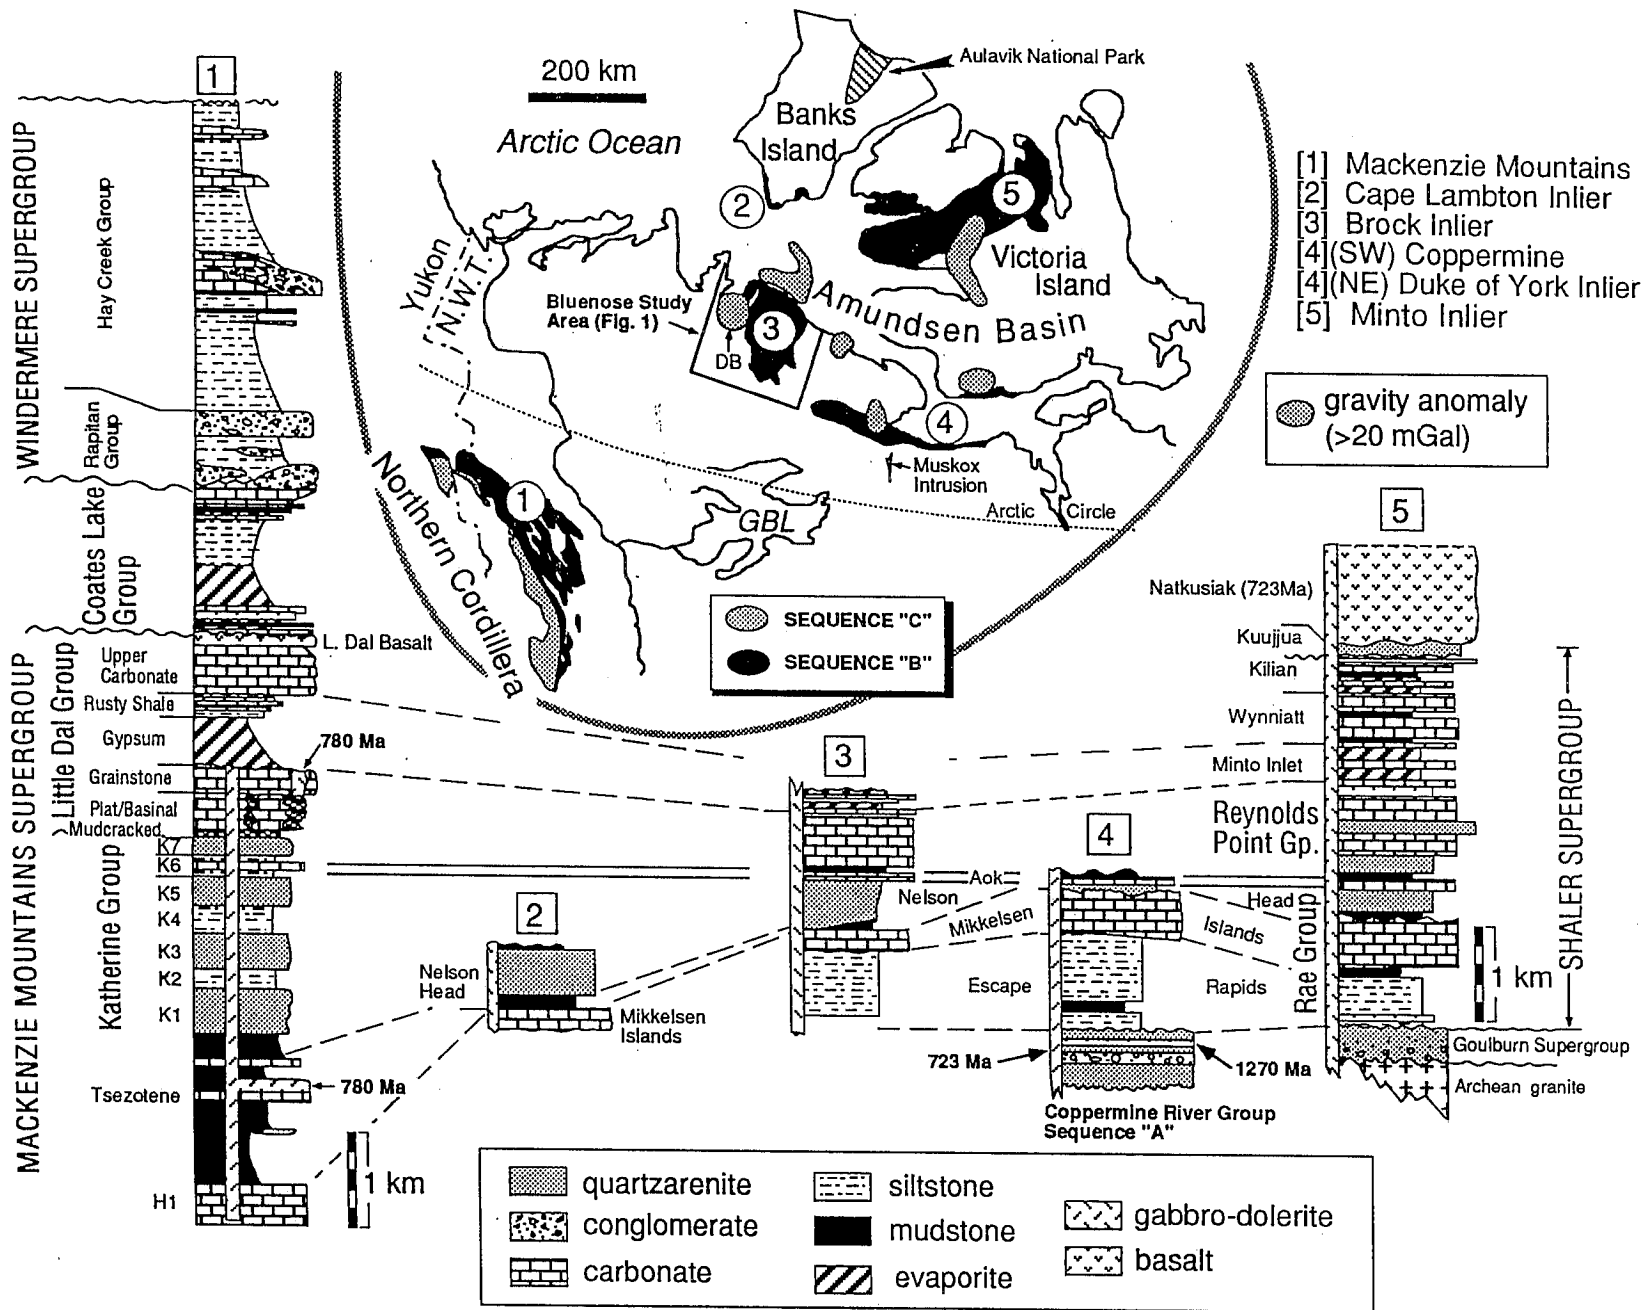 1
WINDERMERE SUPERGROUP
Hay Creek Group
Rapitan
Group
Coates Lake
Group
MACKENZIE MOUNTAINS SUPERGROUP
Little Dal Group
L. Dal Basalt
Upper
Carbonate
Rusty Shale
Gypsum
780 Ma
Grainstone
Plat/Basinal
Mudcracked
Katherine Group
K7
K6
K5
K4
K3
K2
K1
Tsezotene
780 Ma
H1
1 km
200 km
Arctic Ocean
Banks
Island
Aulavik National Park
2
5
Victoria
Island
Yukon
N.W.T.
Bluenose Study
Area (Fig. 1)
DB
3
Amundsen Basin
4
Muskox
Intrusion
Arctic Circle
GBL
1
Northern Cordillera
SEQUENCE "C"
SEQUENCE "B"
[1] Mackenzie Mountains
[2] Cape Lambton Inlier
[3] Brock Inlier
[4](SW) Coppermine
[4](NE) Duke of York Inlier
[5] Minto Inlier
gravity anomaly
(>20 mGal)
2
Nelson
Head
Mikkelsen
Islands
3
Aok
Nelson
Head
Mikkelsen
Islands
Escape
Rapids
4
723 Ma
1270 Ma
Coppermine River Group
Sequence "A"
5
Natkusiak (723Ma)
Kuujjua
Kilian
Wynniatt
Minto Inlet
Reynolds
Point Gp.
Rae Group
SHALER SUPERGROUP
1 km
Goulburn Supergroup
Archean granite
quartzarenite
conglomerate
carbonate
siltstone
mudstone
evaporite
gabbro-dolerite
basalt